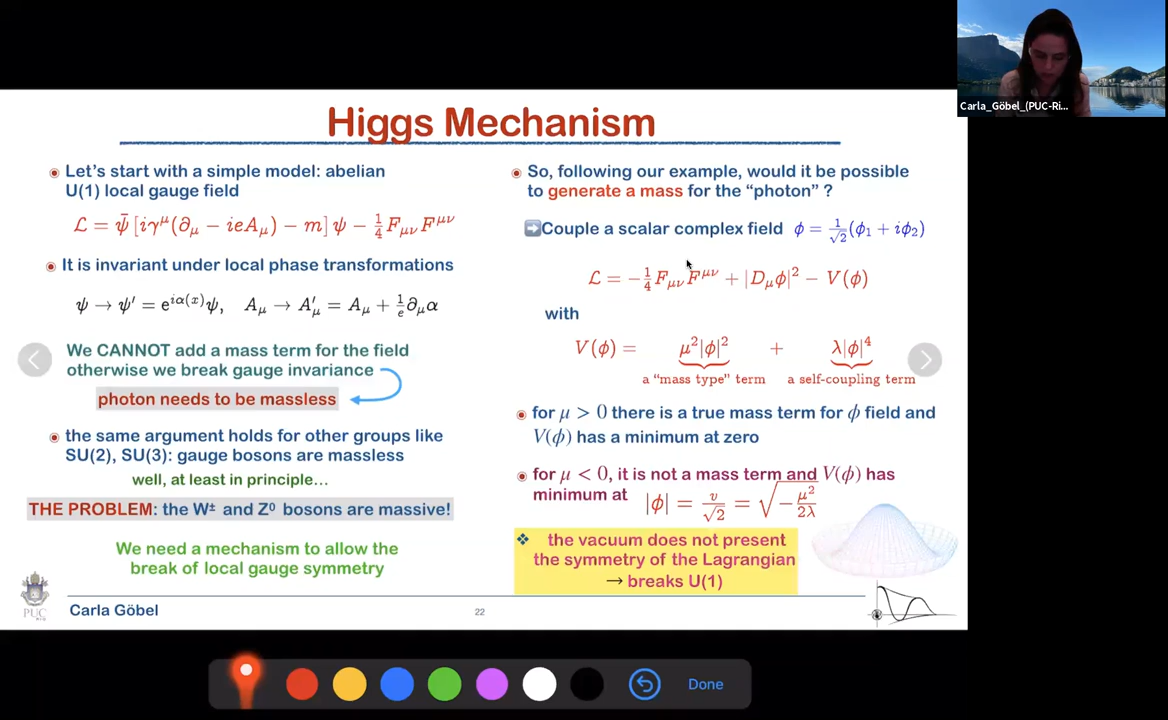 Carla_Göbel_(PUC-Ri...
Higgs Mechanism
Let's start with a simple model: abelian
U(1) local gauge field
ℒ = ψ̄ [iγ^μ(∂_μ − ieA_μ) − m] ψ − ¼F_μνF^μν
It is invariant under local phase transformations
ψ → ψ′ = e^{iα(x)}ψ,   A_μ → A′_μ = A_μ + 1/e ∂_μα
We CANNOT add a mass term for the field
otherwise we break gauge invariance
photon needs to be massless
the same argument holds for other groups like
SU(2), SU(3): gauge bosons are massless
well, at least in principle...
THE PROBLEM: the W± and Z⁰ bosons are massive!
We need a mechanism to allow the
break of local gauge symmetry
So, following our example, would it be possible
to generate a mass for the "photon" ?
Couple a scalar complex field ϕ = 1/√2(ϕ₁ + iϕ₂)
ℒ = −¼F_μνF^μν + |D_μϕ|² − V(ϕ)
with
V(ϕ) = μ²|ϕ|² + λ|ϕ|⁴
a "mass type" term a self-coupling term
for μ > 0 there is a true mass term for ϕ field and
V(ϕ) has a minimum at zero
for μ < 0, it is not a mass term and V(ϕ) has
minimum at |ϕ| = v/√2 = √(−μ²/2λ)
the vacuum does not present
the symmetry of the Lagrangian
→ breaks U(1)
PUC
RIO
Carla Göbel
22
Done